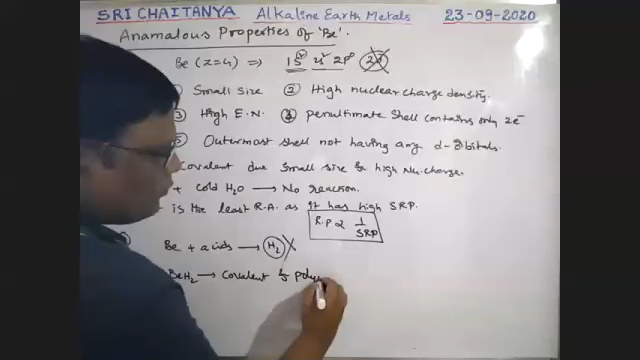 SRI CHAITANYA Alkaline Earth Metals 23-09-2020
Anamalous Properties of 'Be'.
Be (z=4) ⇒ 1s² 2s² 2p⁰
Small size ② High nuclear charge density.
③ High E.N. ④ penultimate shell contains only 2e⁻
Outermost shell not having any d-orbitals.
Covalent due Small size & high Nu.charge.
+ cold H₂O → No reaction.
is the least R.A. as it has high SRP.
R.P ∝ 1/SRP
Be + acids → H₂
BeH₂ → Covalent &